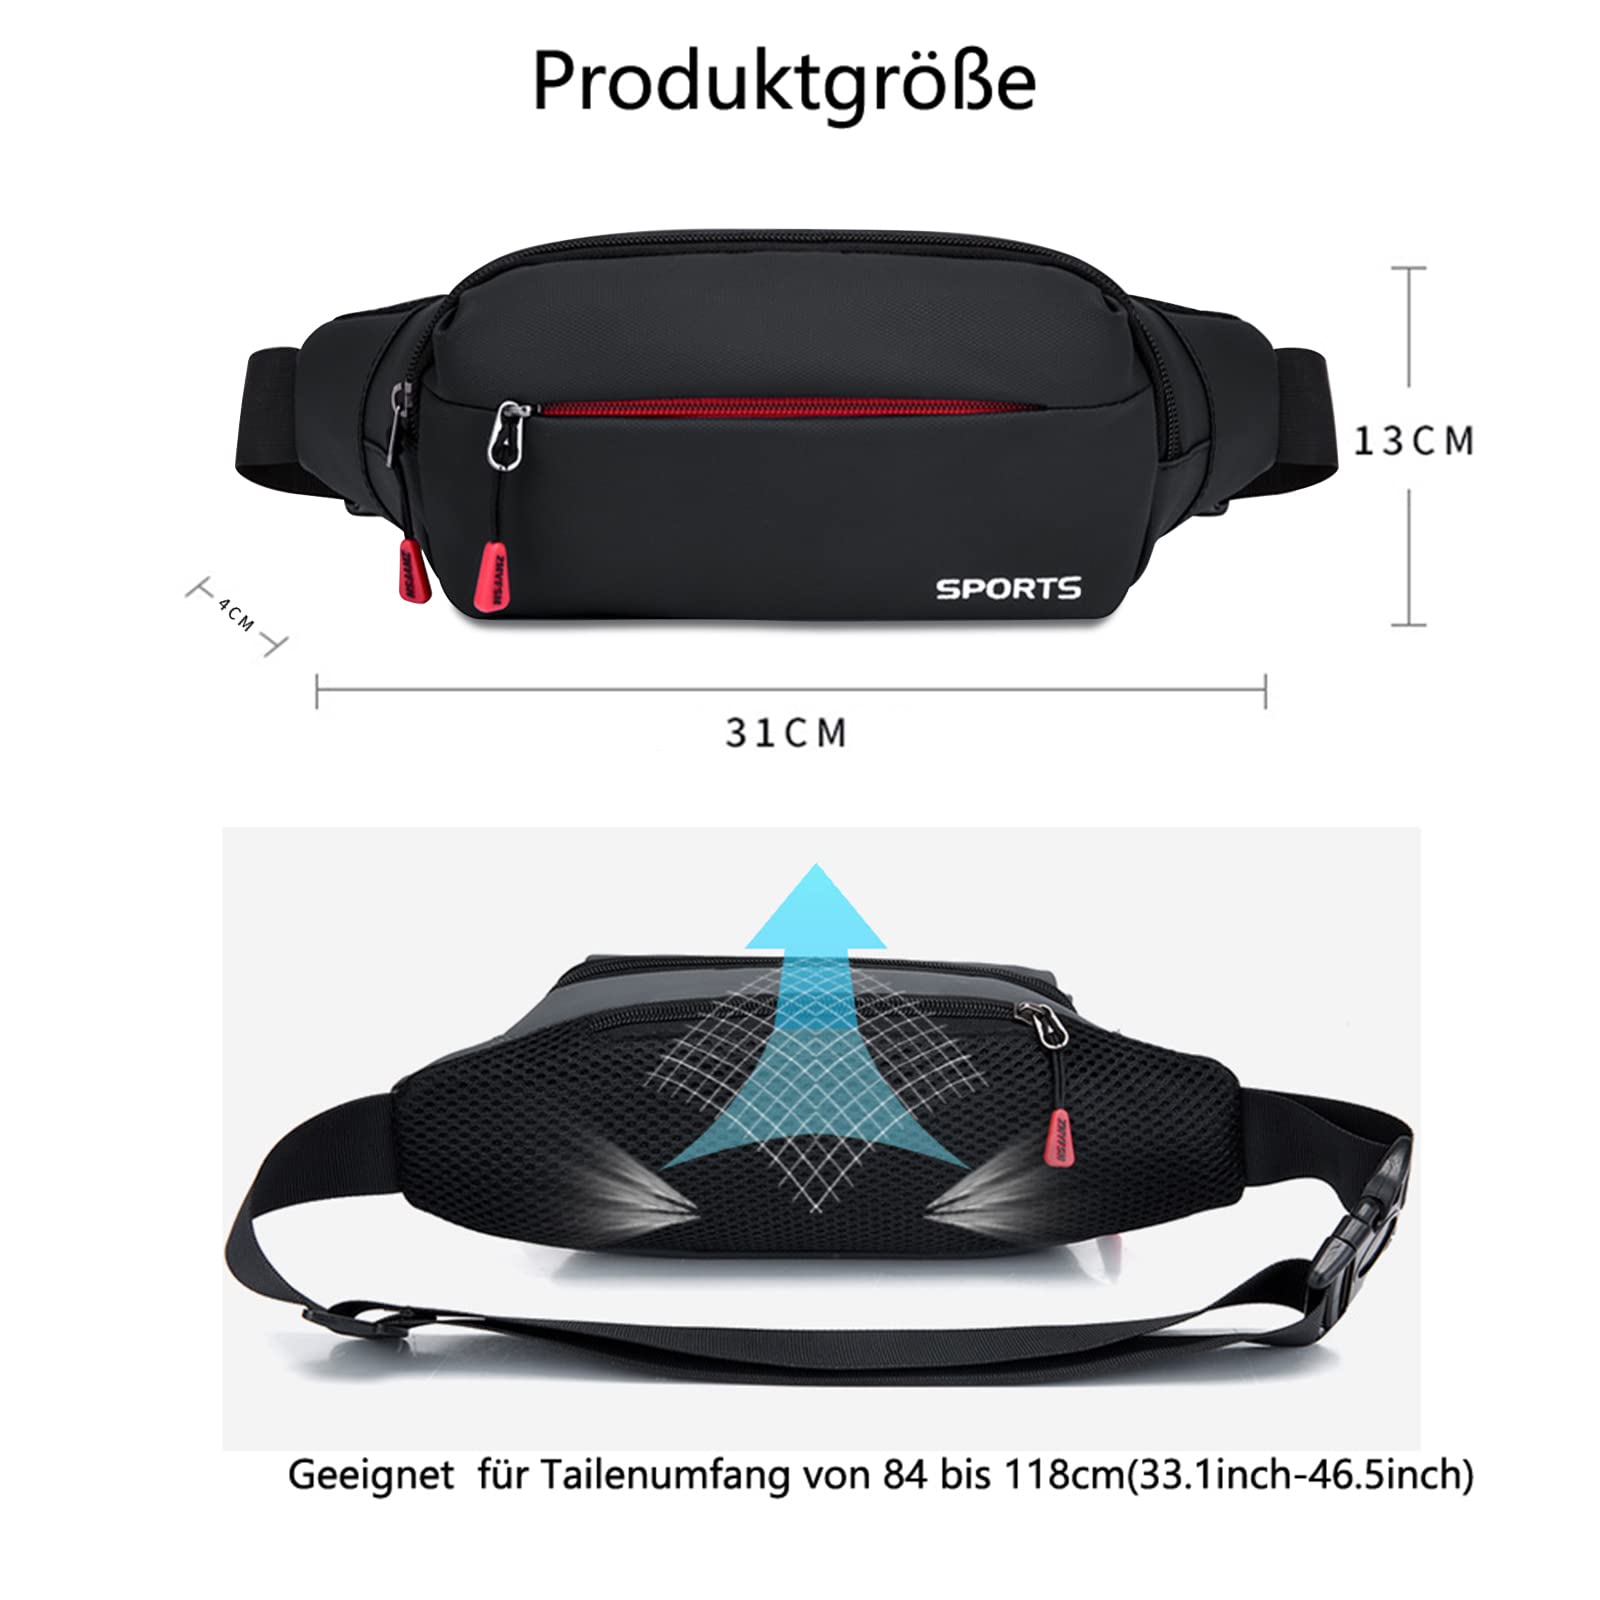 Produktgröße
13CM
SPORTS
4CM
31CM
Geeignet für Tailenumfang von 84 bis 118cm(33.1inch-46.5inch)